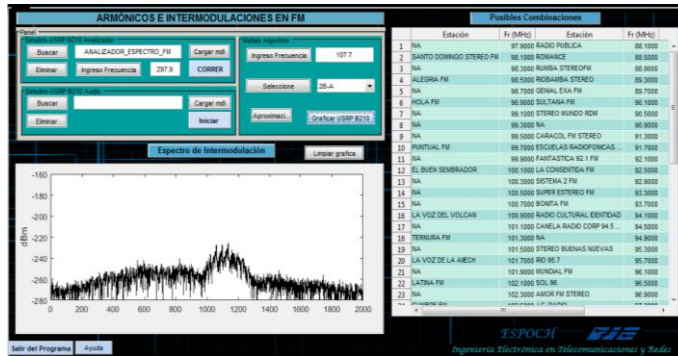 ARMÓNICOS E INTERMODULACIONES EN FM
Panel
Simulink-USRP B210 Analizador
Buscar ANALIZADOR_ESPECTRO_FM Cargar mdl
Eliminar Ingreso Frecuencia 297.9 CORRER
Simulink-USRP B210 Audio
Buscar Cargar mdl
Eliminar Iniciar
Matlab Algoritmo
Ingreso Frecuencia 107.7
Seleccione 2B-A
Aproximaci... Graficar USRP B210
Espectro de Intermodulación Limpiar grafica
dBm
-160
-180
-200
-220
-240
-260
-280
0 200 400 600 800 1000 1200 1400 1600 1800 2000
Salir del Programa Ayuda
Posibles Combinaciones
Estación Fr (MHz) Estación Fr (MHz)
1 NA 97.9000 RADIO PUBLICA 88.1000
2 SANTO DOMINGO STEREO FM 98.1000 ROMANCE 88.5000
3 NA 98.3000 RUMBA STEREOFM 88.9000
4 ALEGRIA FM 98.5000 RIOBAMBA STEREO 89.3000
5 NA 98.7000 GENIAL EXA FM 89.7000
6 HOLA FM 98.9000 SULTANA FM 90.1000
7 NA 99.1000 STEREO MUNDO RDM 90.5000
8 NA 99.3000 NA 90.9000
9 NA 99.5000 CARACOL FM STEREO 91.3000
10 PUNTUAL FM 99.7000 ESCUELAS RADIOFONICAS ... 91.7000
11 NA 99.9000 FANTASTICA 92.1 FM 92.1000
12 EL BUEN SEMBRADOR 100.1000 LA CONSENTIDA FM 92.5000
13 NA 100.3000 SISTEMA 2 FM 92.9000
14 NA 100.5000 SUPER ESTEREO FM 93.3000
15 NA 100.7000 BONITA FM 93.7000
16 LA VOZ DEL VOLCAN 100.9000 RADIO CULTURAL IDENTIDAD 94.1000
17 NA 101.1000 CANELA RADIO CORP 94.5 ... 94.5000
18 TERNURA FM 101.3000 NA 94.9000
19 NA 101.5000 STEREO BUENAS NUEVAS 95.3000
20 LA VOZ DE LA AIECH 101.7000 RIO 95.7 95.7000
21 NA 101.9000 MUNDIAL FM 96.1000
22 LATINA FM 102.1000 SOL 96 96.5000
23 NA 102.3000 AMOR FM STEREO 96.9000
ESPOCH FIE
Ingeniería Electrónica en Telecomunicaciones y Redes